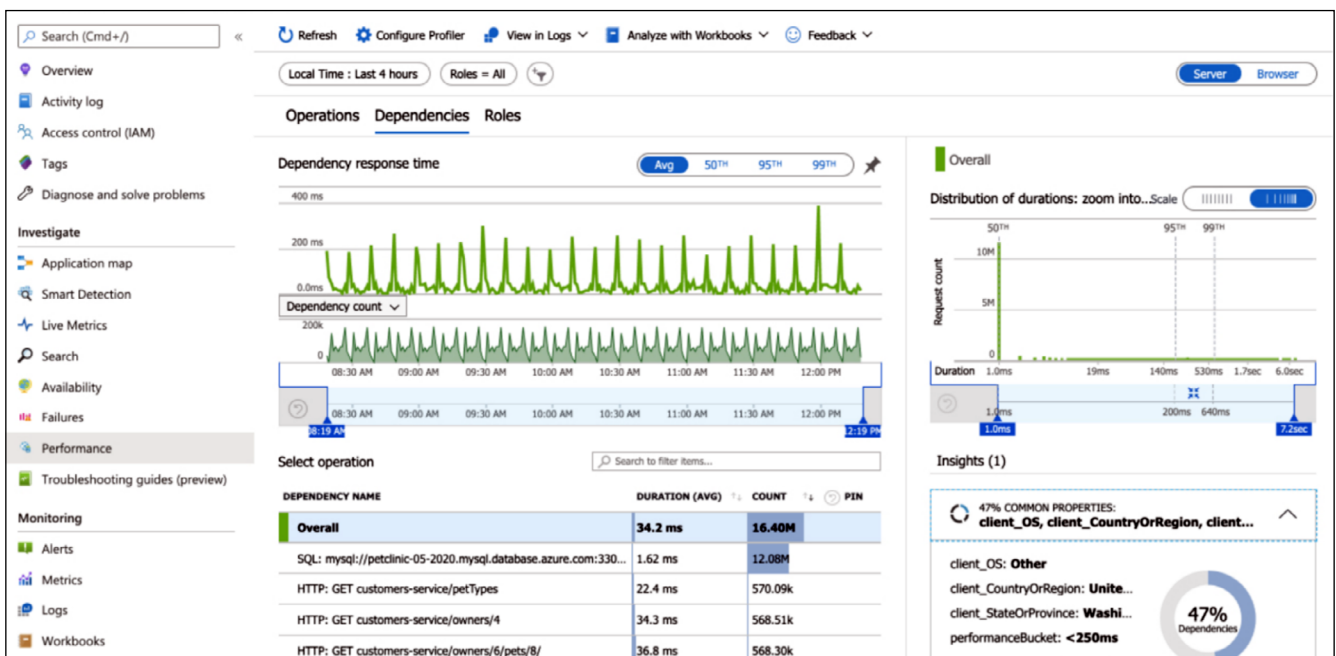 Search (Cmd+/)
«
Overview
Activity log
Access control (IAM)
Tags
Diagnose and solve problems
Investigate
Application map
Smart Detection
Live Metrics
Search
Availability
Failures
Performance
Troubleshooting guides (preview)
Monitoring
Alerts
Metrics
Logs
Workbooks
Refresh
Configure Profiler
View in Logs
Analyze with Workbooks
Feedback
Local Time : Last 4 hours
Roles = All
Server
Browser
Operations
Dependencies
Roles
Dependency response time
Avg
50TH
95TH
99TH
400 ms
200 ms
0.0ms
Dependency count
200k
0
08:30 AM 09:00 AM 09:30 AM 10:00 AM 10:30 AM 11:00 AM 11:30 AM 12:00 PM
08:30 AM 09:00 AM 09:30 AM 10:00 AM 10:30 AM 11:00 AM 11:30 AM 12:00 PM
08:19 AM
12:19 PM
Select operation
Search to filter items...
DEPENDENCY NAME DURATION (AVG) COUNT PIN
Overall 34.2 ms 16.40M
SQL: mysql://petclinic-05-2020.mysql.database.azure.com:330... 1.62 ms 12.08M
HTTP: GET customers-service/petTypes 22.4 ms 570.09k
HTTP: GET customers-service/owners/4 34.3 ms 568.51k
HTTP: GET customers-service/owners/6/pets/8/ 36.8 ms 568.30k
Overall
Distribution of durations: zoom into...Scale
50TH 95TH 99TH
Request count
10M
5M
0
Duration 1.0ms 19ms 140ms 530ms 1.7sec 6.0sec
1.0ms 200ms 640ms
1.0ms
7.2sec
Insights (1)
47% COMMON PROPERTIES:
client_OS, client_CountryOrRegion, client...
client_OS: Other
client_CountryOrRegion: Unite...
client_StateOrProvince: Washi...
performanceBucket: <250ms
47%
Dependencies